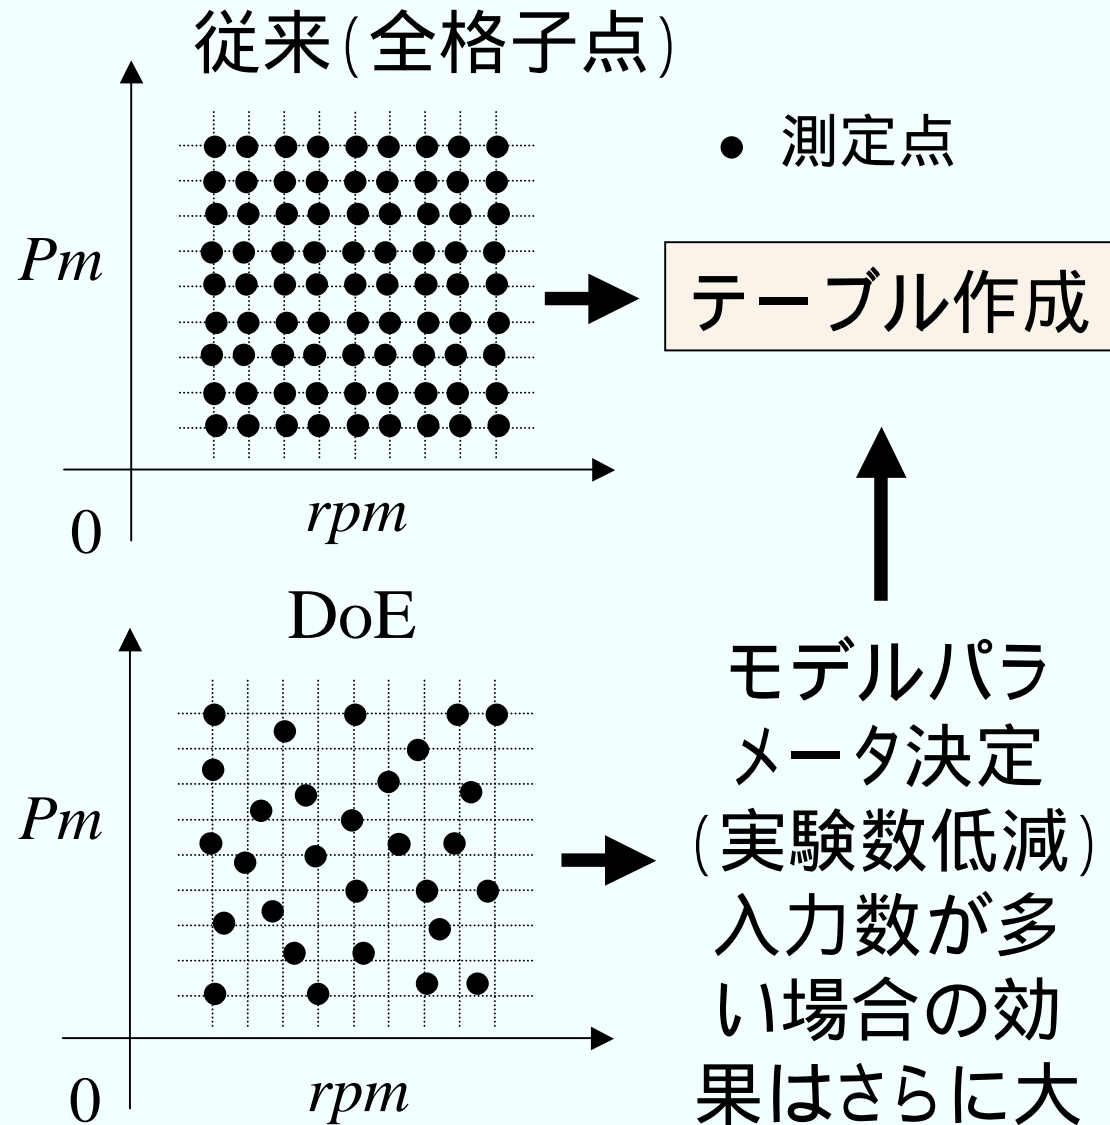 従来(全格子点)
● 測定点
Pm
テーブル作成
0
rpm
DoE
Pm
モデルパラ
メータ決定
(実験数低減)
入力数が多
い場合の効
果はさらに大
0
rpm